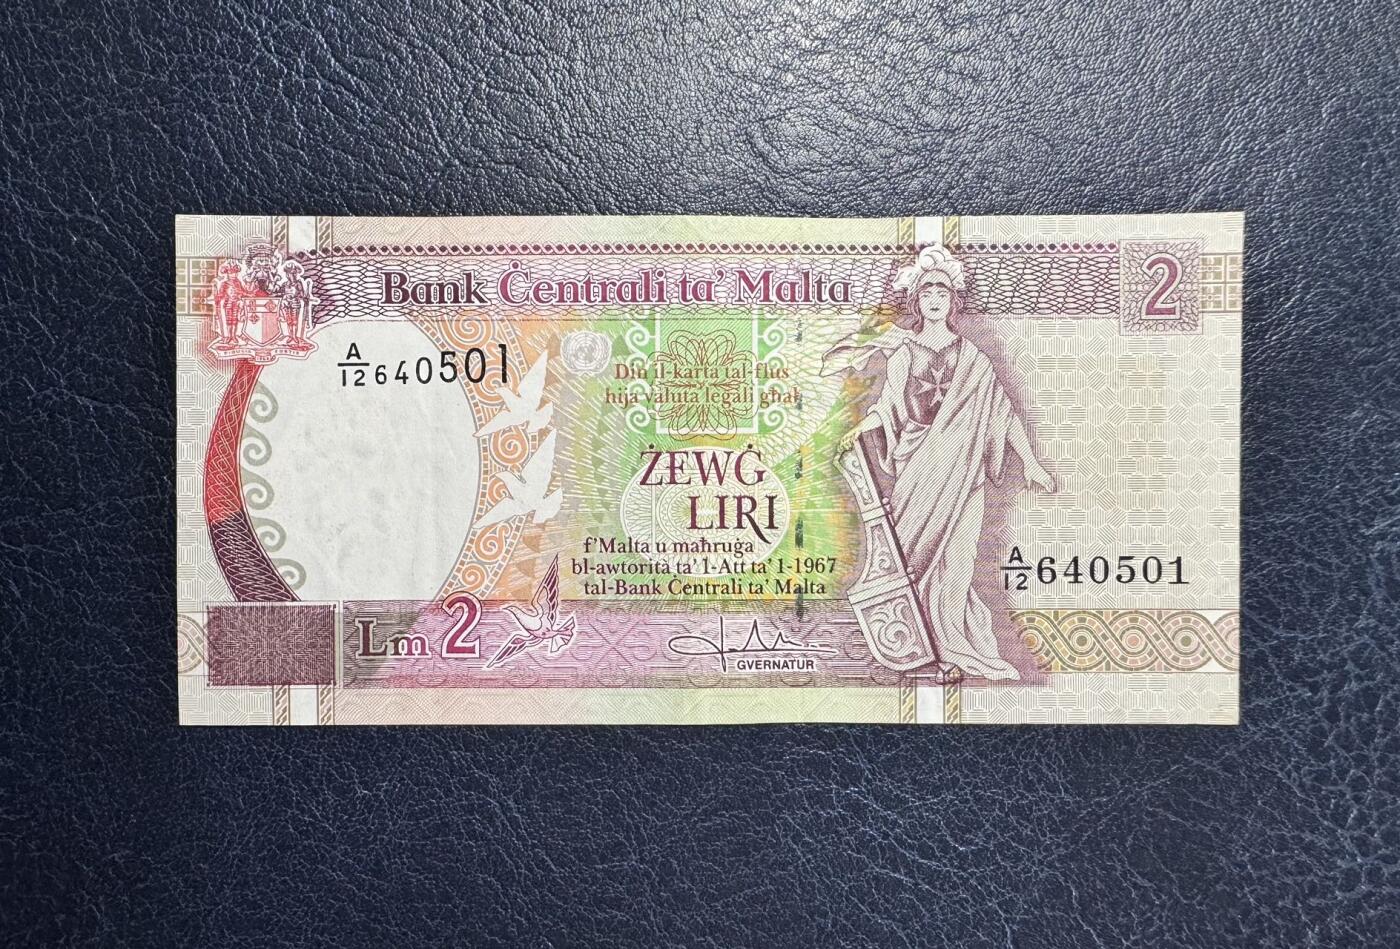 Bank Ċentrali ta' Malta
2
A/12 640501
Din il-karta tal-flus
hija valuta legali għal
ŻEWĠ
LIRI
f'Malta u maħruġa
bl-awtorità ta' l-Att ta' l-1967
tal-Bank Ċentrali ta' Malta
A/12 640501
Lm 2
GVERNATUR